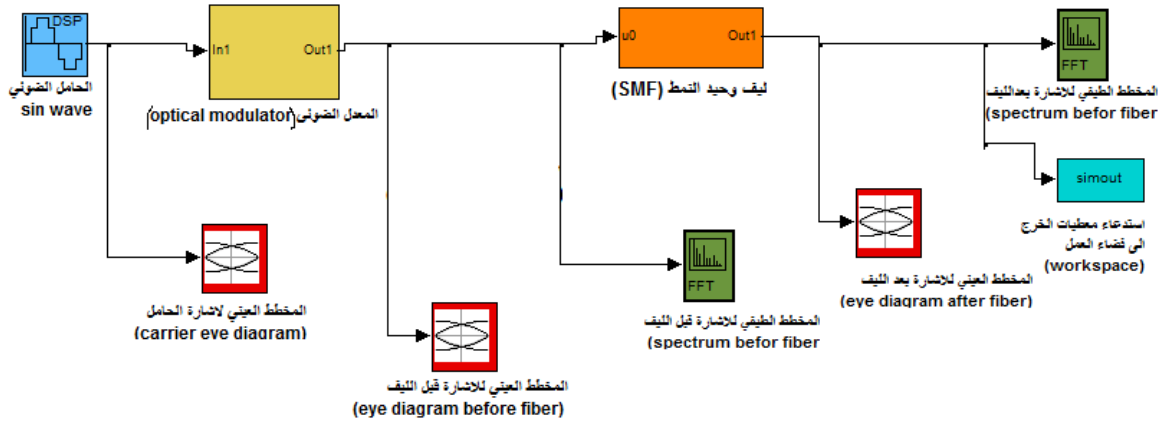 DSP
الحامل الضوئي
sin wave
In1
Out1
المعدل الضوئي(optical modulator)
u0
Out1
ليف وحيد النمط (SMF)
FFT
المخطط الطيفي للاشارة بعدالليف
(spectrum befor fiber
simout
استدعاء معطيات الخرج
الى فضاء العمل
(workspace)
المخطط العيني لاشارة الحامل
(carrier eye diagram)
المخطط العيني للاشارة قبل الليف
(eye diagram before fiber)
FFT
المخطط الطيفي للاشارة قبل الليف
(spectrum befor fiber
المخطط العيني للاشارة بعد الليف
(eye diagram after fiber)